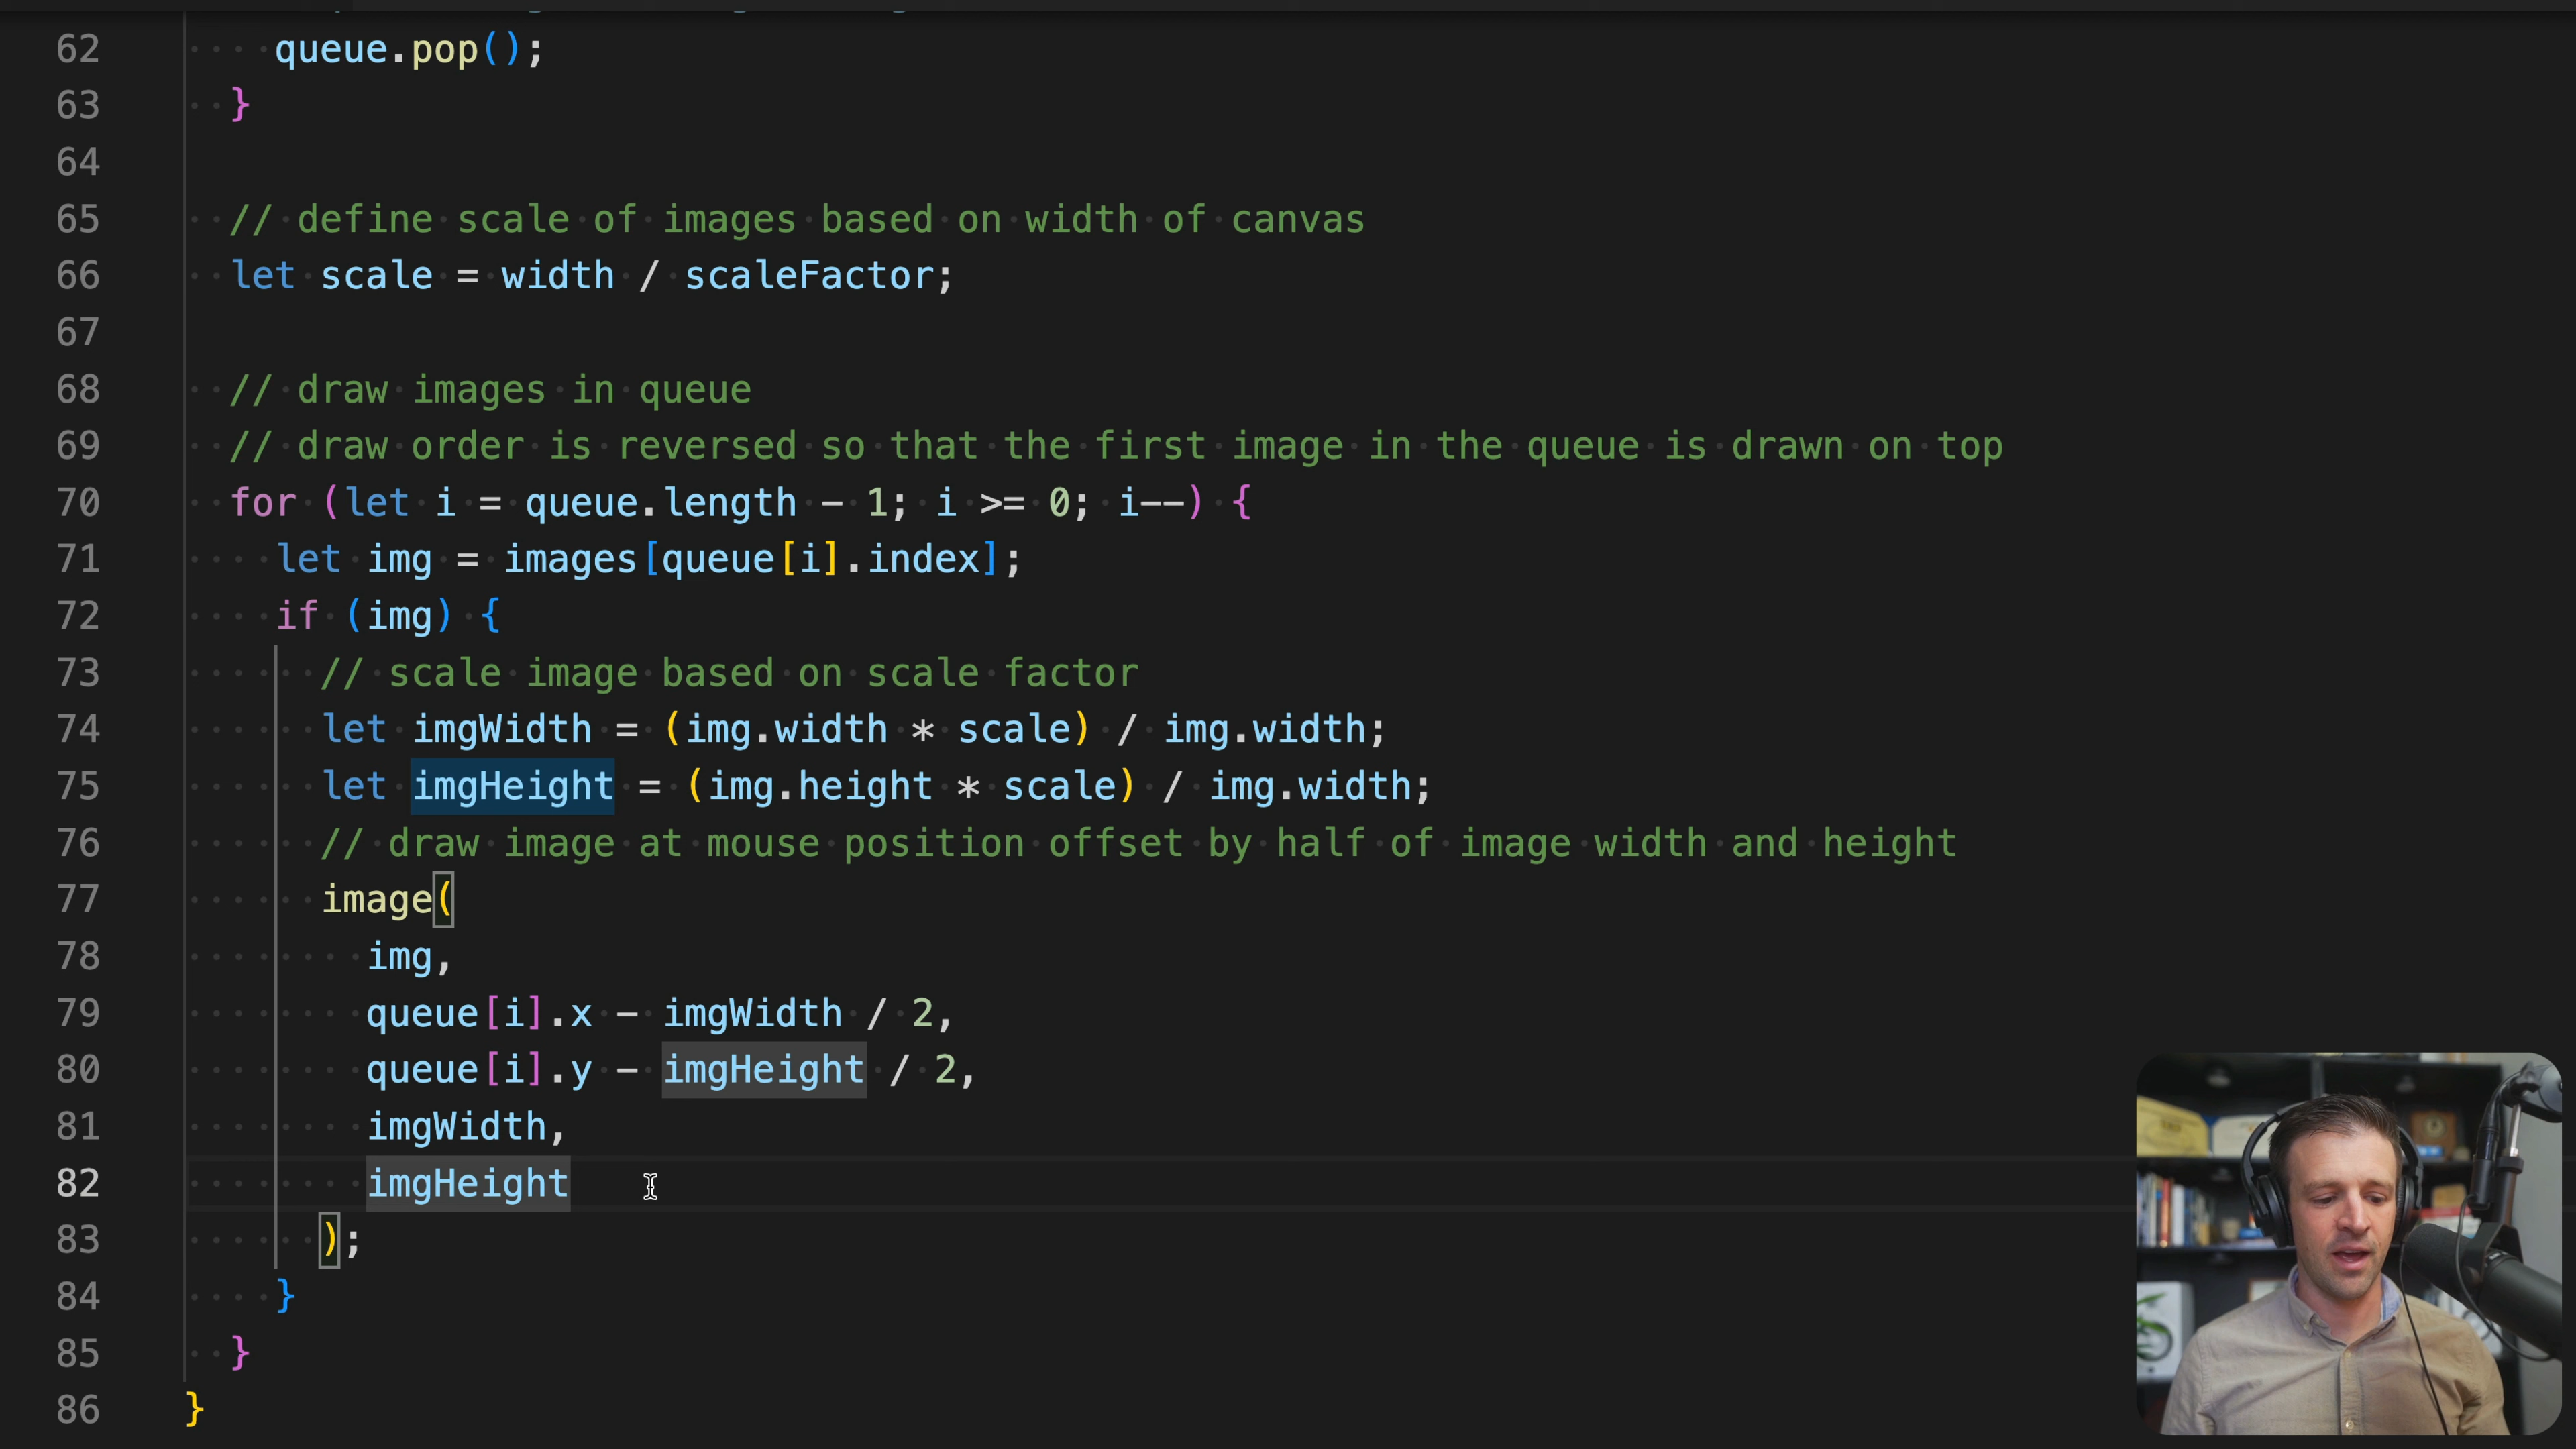 62 queue.pop();
63 }
64
65 // define scale of images based on width of canvas
66 let scale = width / scaleFactor;
67
68 // draw images in queue
69 // draw order is reversed so that the first image in the queue is drawn on top
70 for (let i = queue.length - 1; i >= 0; i--) {
71 let img = images[queue[i].index];
72 if (img) {
73 // scale image based on scale factor
74 let imgWidth = (img.width * scale) / img.width;
75 let imgHeight = (img.height * scale) / img.width;
76 // draw image at mouse position offset by half of image width and height
77 image(
78 img,
79 queue[i].x - imgWidth / 2,
80 queue[i].y - imgHeight / 2,
81 imgWidth,
82 imgHeight
83 );
84 }
85 }
86 }